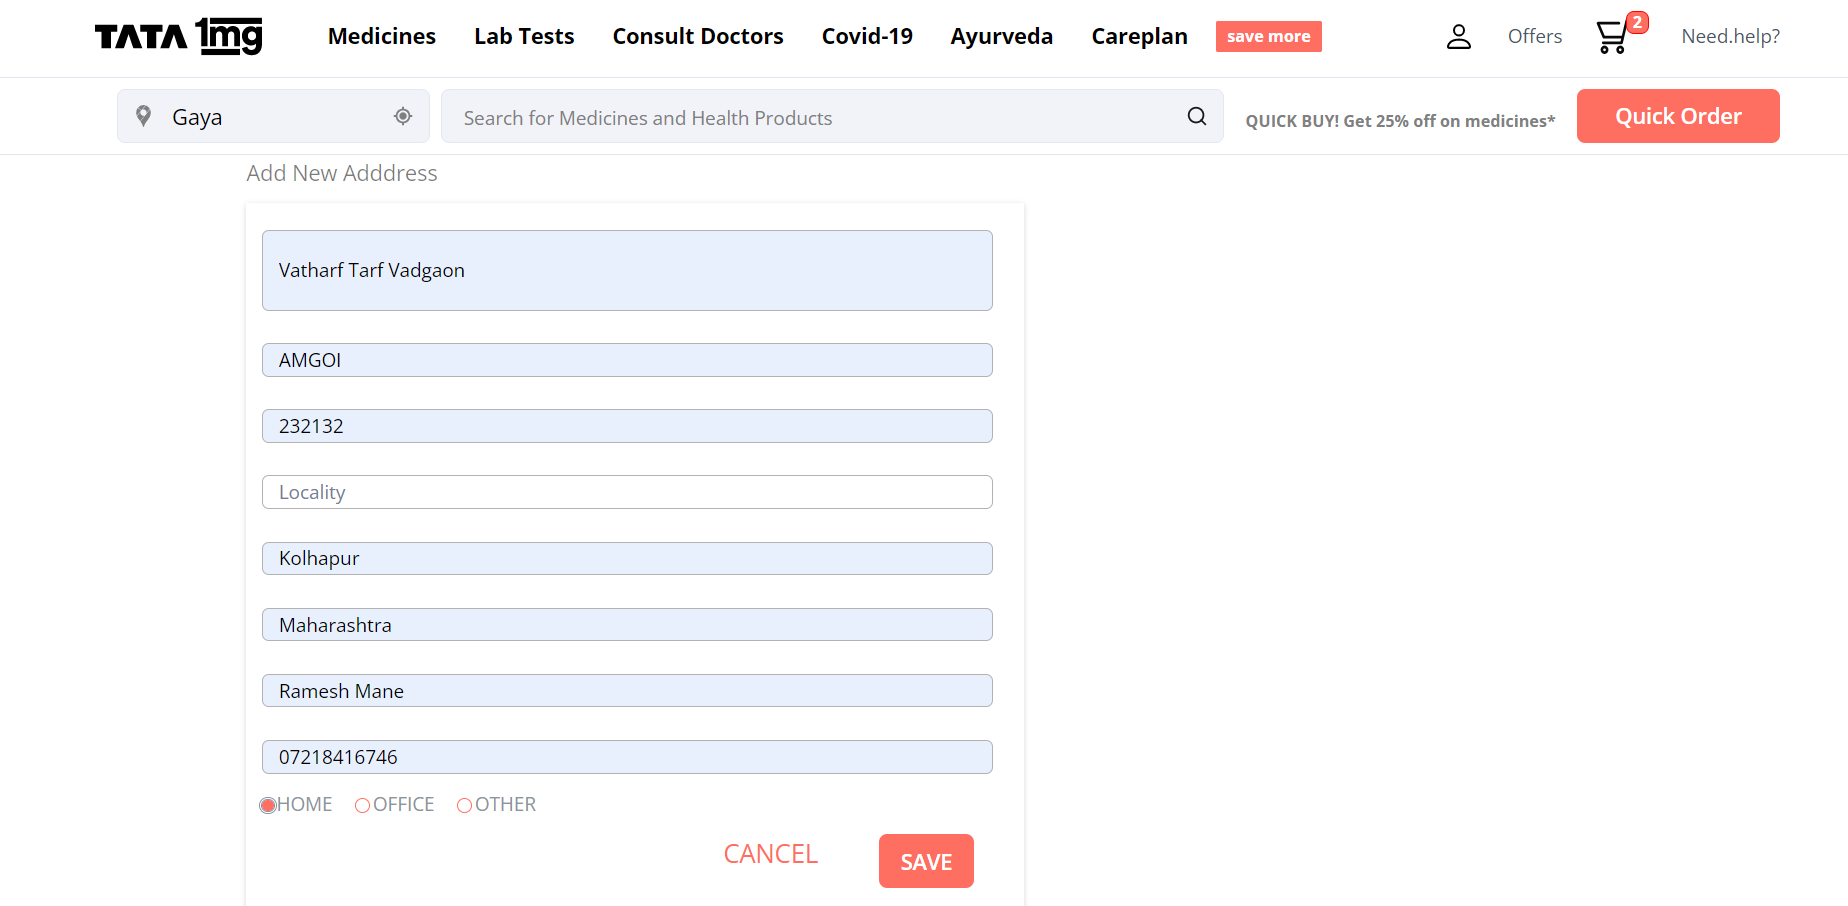 TATA 1mg
Medicines Lab Tests Consult Doctors Covid-19 Ayurveda Careplan save more Offers 2 Need.help?
Gaya Search for Medicines and Health Products QUICK BUY! Get 25% off on medicines* Quick Order
Add New Adddress
Vatharf Tarf Vadgaon
AMGOI
232132
Locality
Kolhapur
Maharashtra
Ramesh Mane
07218416746
HOME OFFICE OTHER
CANCEL SAVE